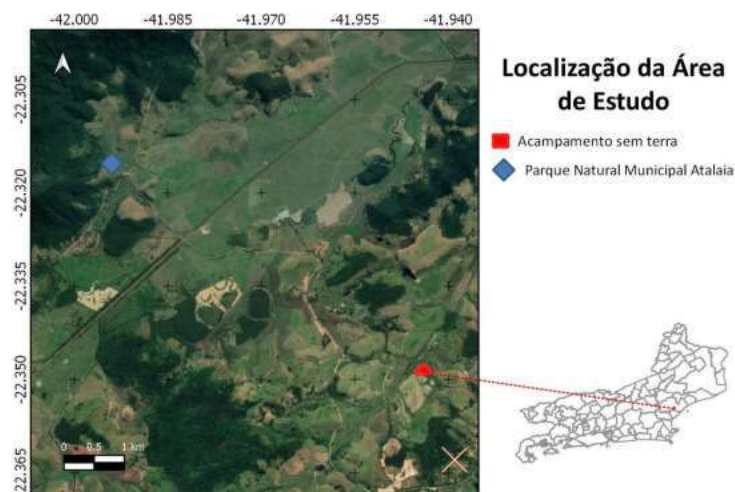 -42.000 -41.985 -41.970 -41.955 -41.940
-22.305
-22.320
-22.335
-22.350
-22.365
0 0.5 1 km
Localização da Área
de Estudo
Acampamento sem terra
Parque Natural Municipal Atalaia